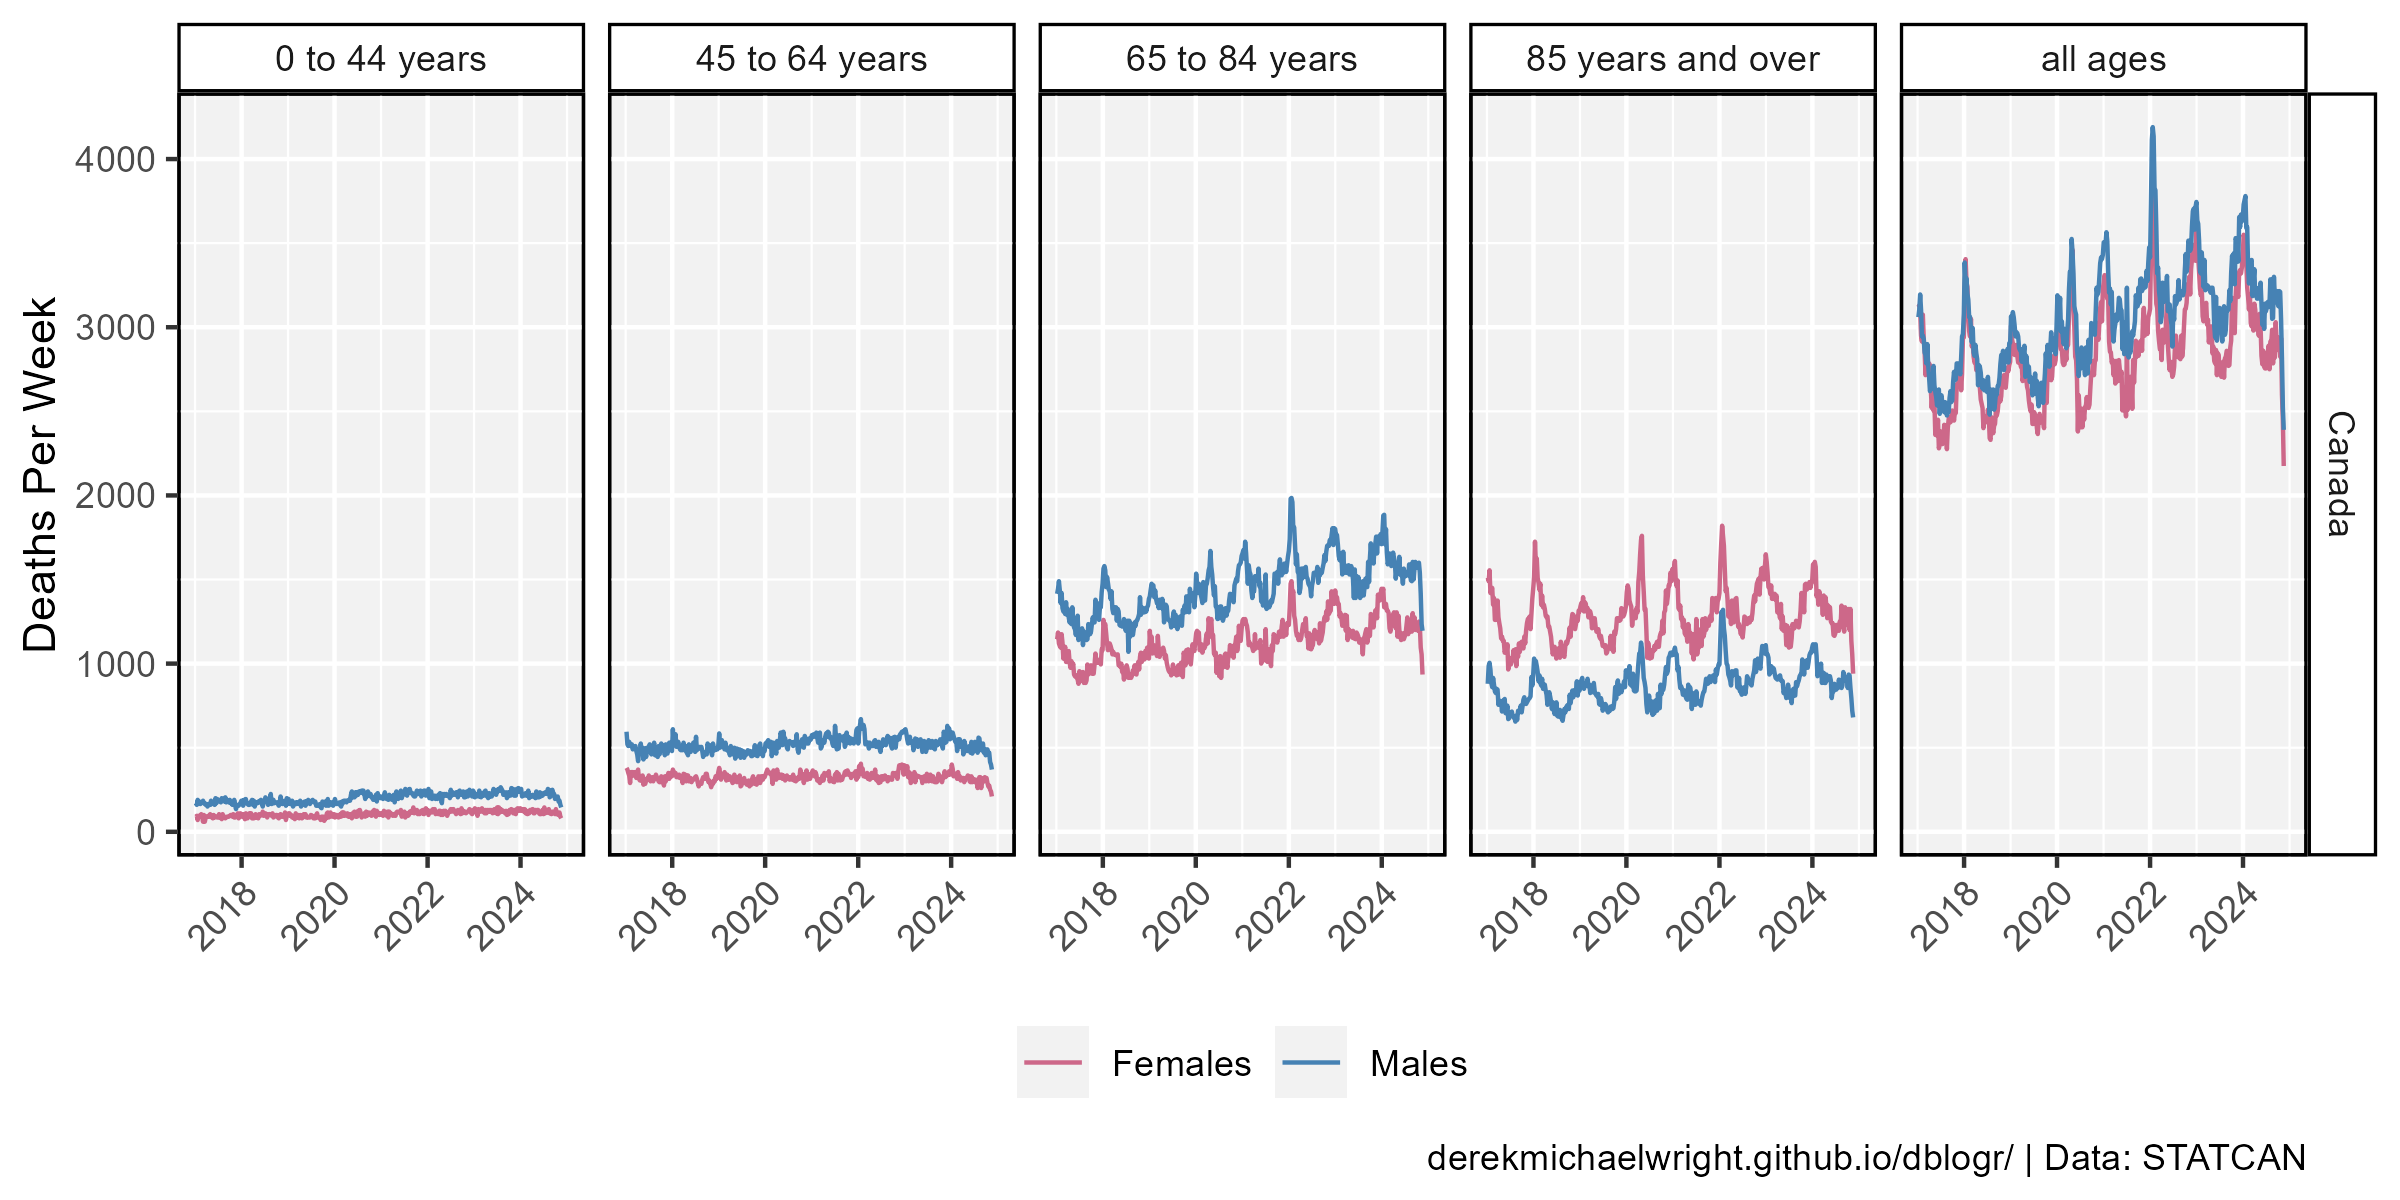 0 to 44 years
45 to 64 years
65 to 84 years
85 years and over
all ages
Canada
Deaths Per Week
4000
3000
2000
1000
0
2018
2020
2022
2024
2018
2020
2022
2024
2018
2020
2022
2024
2018
2020
2022
2024
2018
2020
2022
2024
Females
Males
derekmichaelwright.github.io/dblogr/ | Data: STATCAN